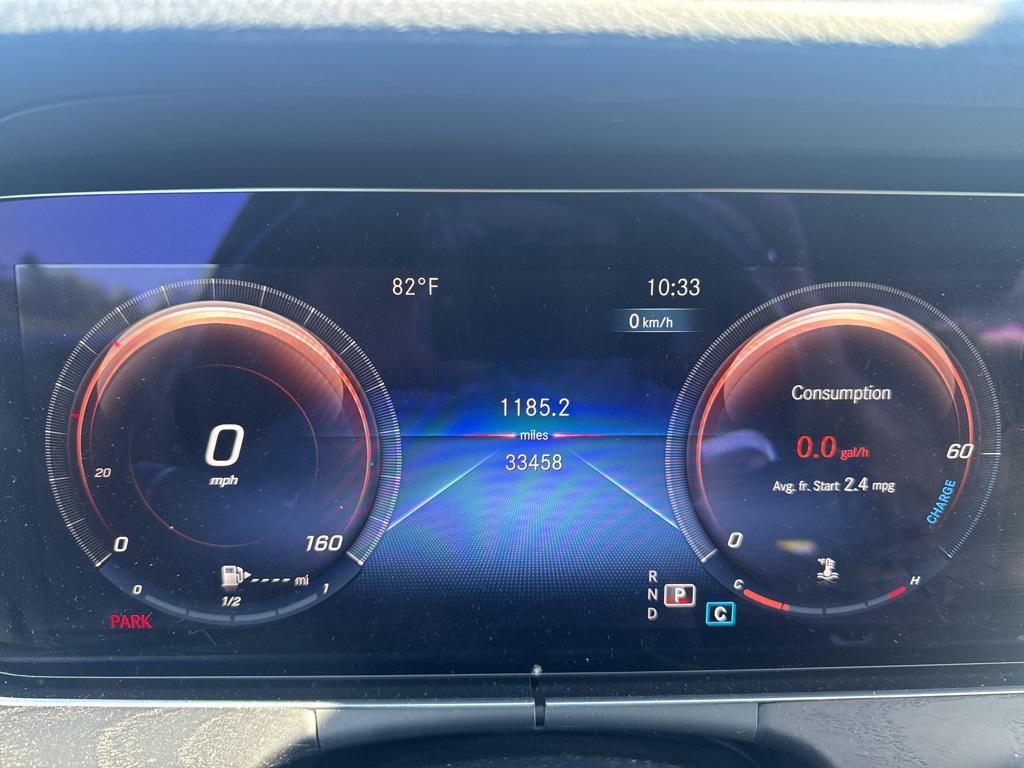 82°F
10:33
0 km/h
1185.2
miles
33458
20
0
mph
0
160
0
1/2
1
---- mi
PARK
Consumption
0.0 gal/h
Avg. fr. Start 2.4 mpg
60
CHARGE
0
C
H
R
N P
D
C